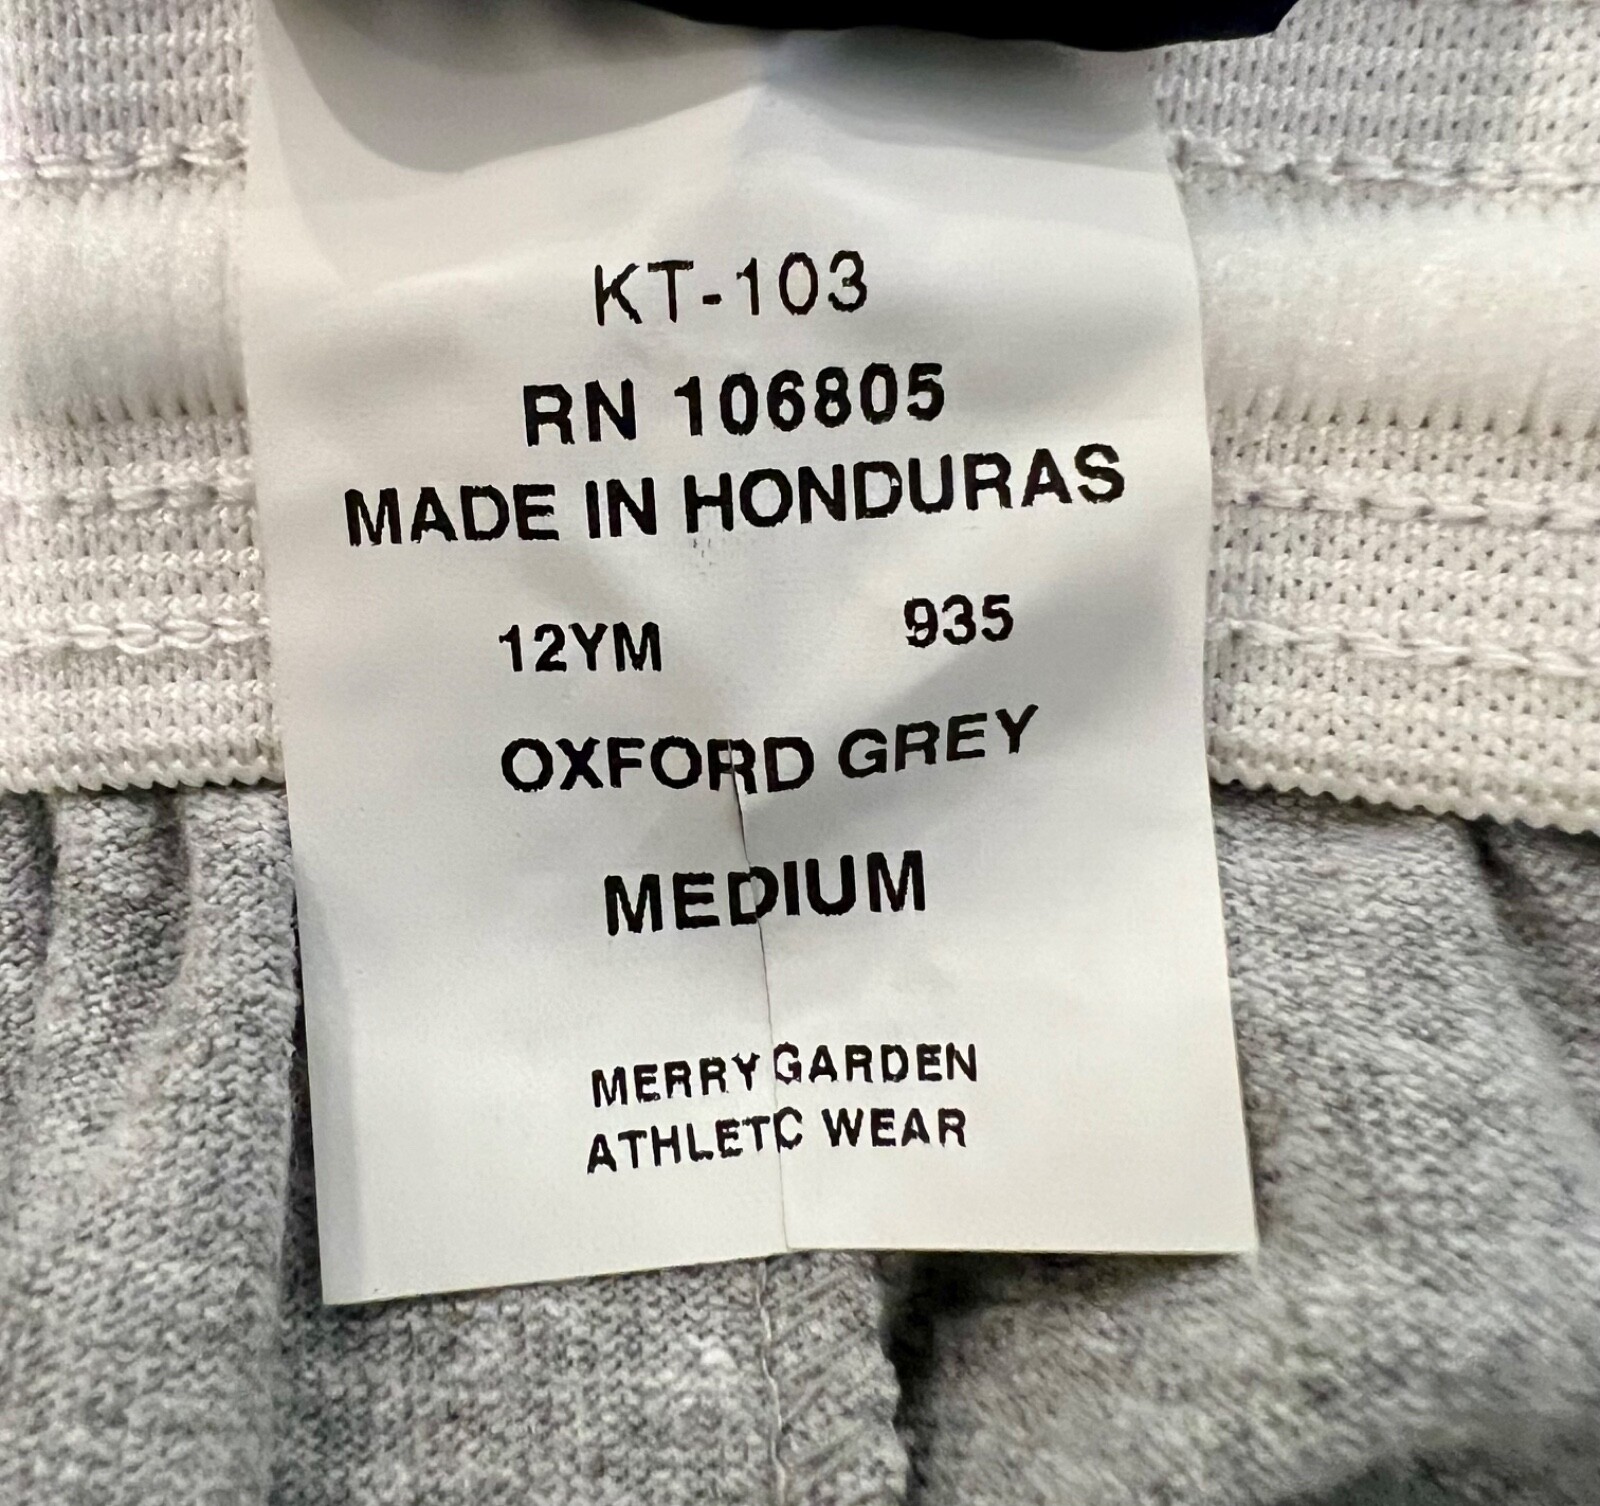 KT-103
RN 106805
MADE IN HONDURAS
12YM 935
OXFORD GREY
MEDIUM
MERRY GARDEN
ATHLETC WEAR